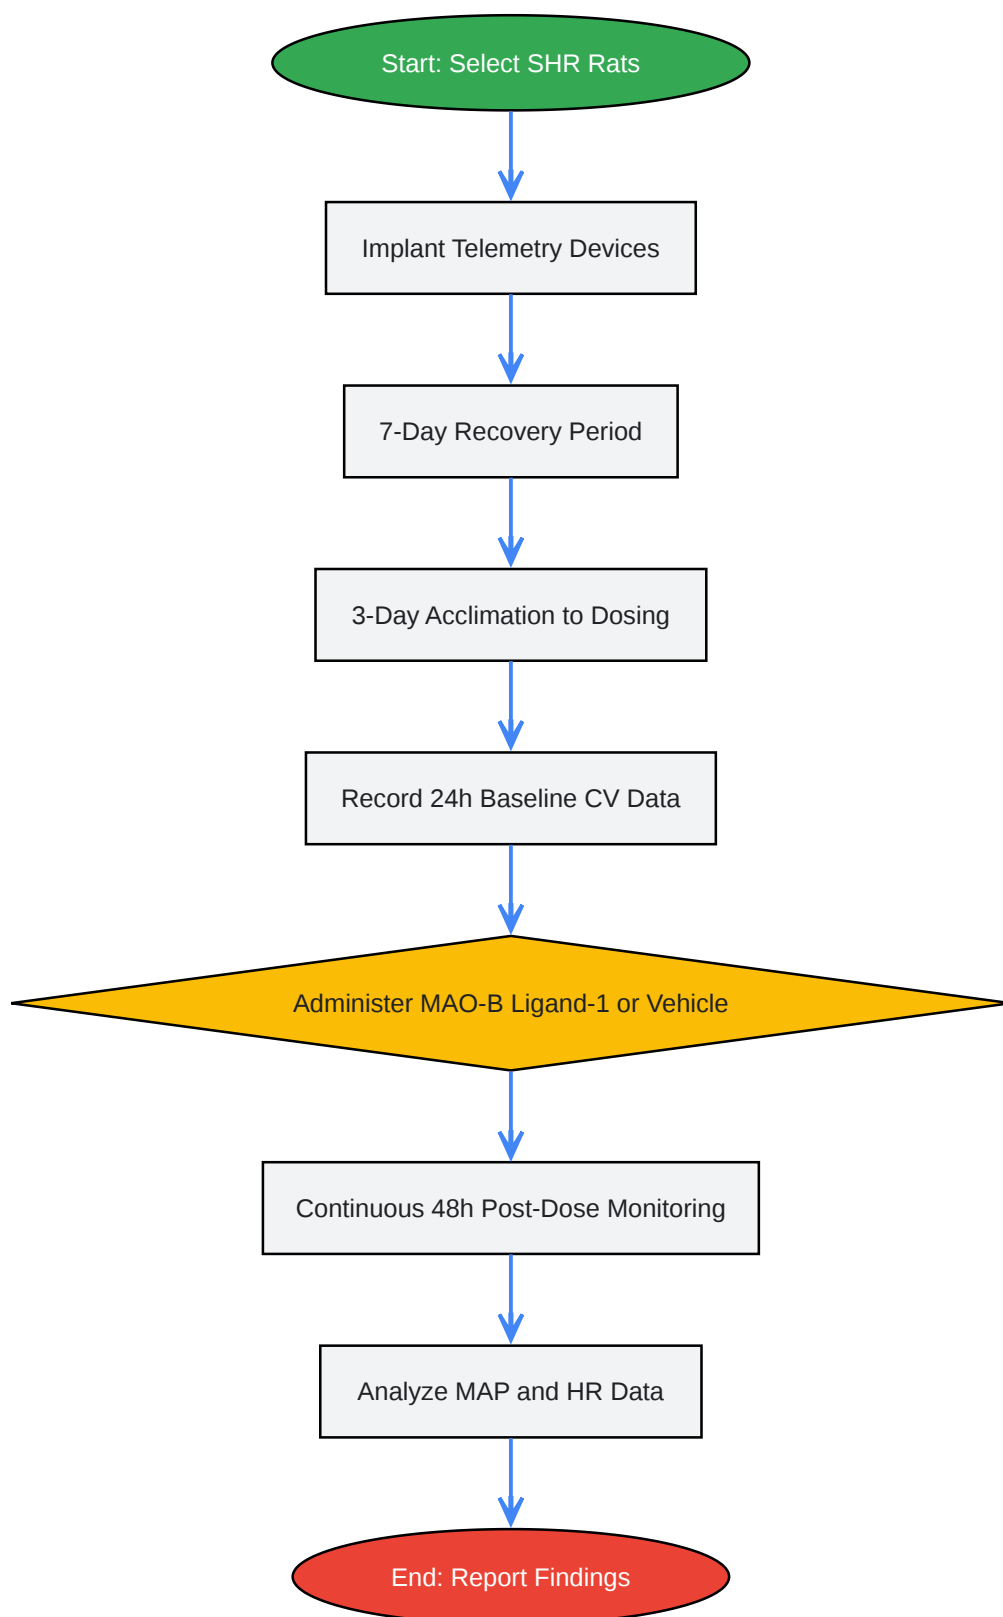 Start: Select SHR Rats
Implant Telemetry Devices
7-Day Recovery Period
3-Day Acclimation to Dosing
Record 24h Baseline CV Data
Administer MAO-B Ligand-1 or Vehicle
Continuous 48h Post-Dose Monitoring
Analyze MAP and HR Data
End: Report Findings